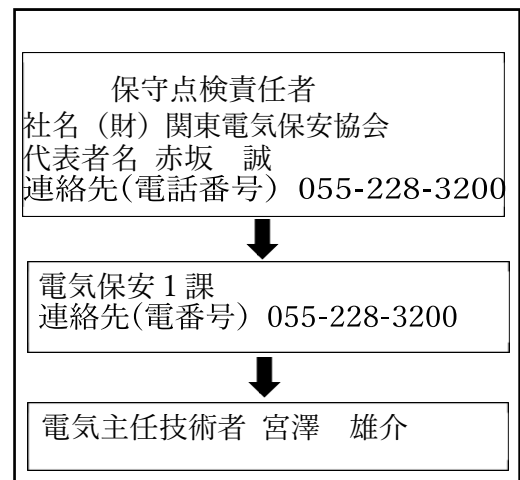 保守点検責任者
社名（財）関東電気保安協会
代表者名 赤坂　誠
連絡先(電話番号） 055-228-3200
電気保安１課
連絡先(電番号） 055-228-3200
電気主任技術者 宮澤　雄介